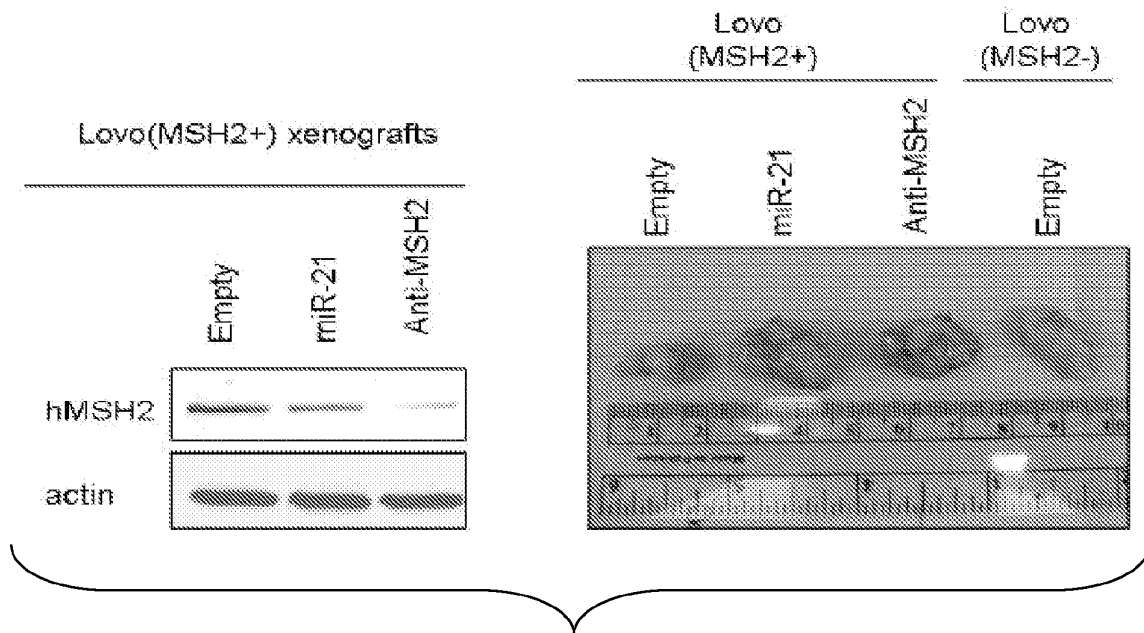 Lovo(MSH2+) xenografts
Empty
miR-21
Anti-MSH2
hMSH2
actin
Lovo
(MSH2+)
Lovo
(MSH2-)
Empty
miR-21
Anti-MSH2
Empty